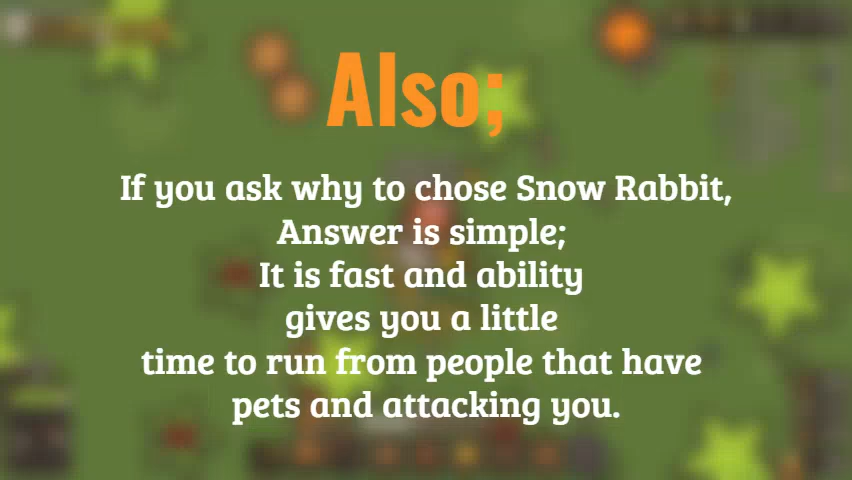 Also;
If you ask why to chose Snow Rabbit,
Answer is simple;
It is fast and ability
gives you a little
time to run from people that have
pets and attacking you.